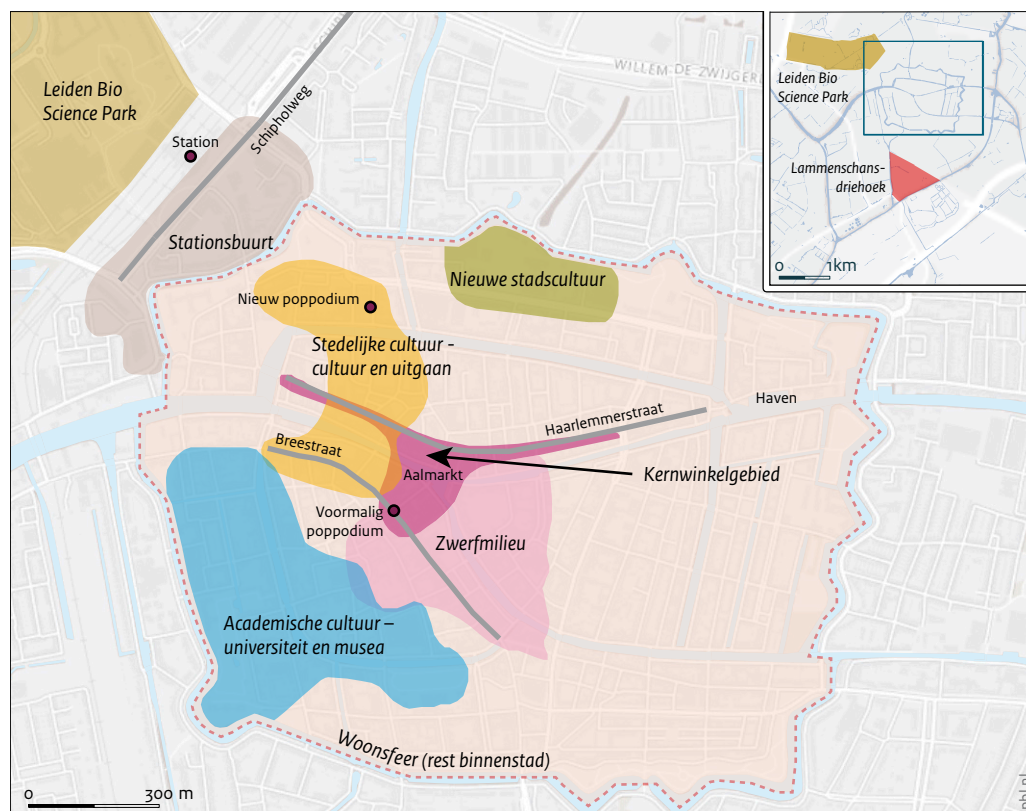 Leiden Bio
Science Park
Station
Schipholweg
Stationsbuurt
WILLEM DE ZWIJGER
Leiden Bio
Science Park
Lammenschans-
driehoek
0 1km
Nieuwe stadscultuur
Nieuw poppodium
Stedelijke cultuur -
cultuur en uitgaan
Haarlemmerstraat
Haven
Breestraat
Aalmarkt
Kernwinkelgebied
Voormalig
poppodium
Zwerfmilieu
Academische cultuur –
universiteit en musea
Woonsfeer (rest binnenstad)
0 300 m
pbl.nl